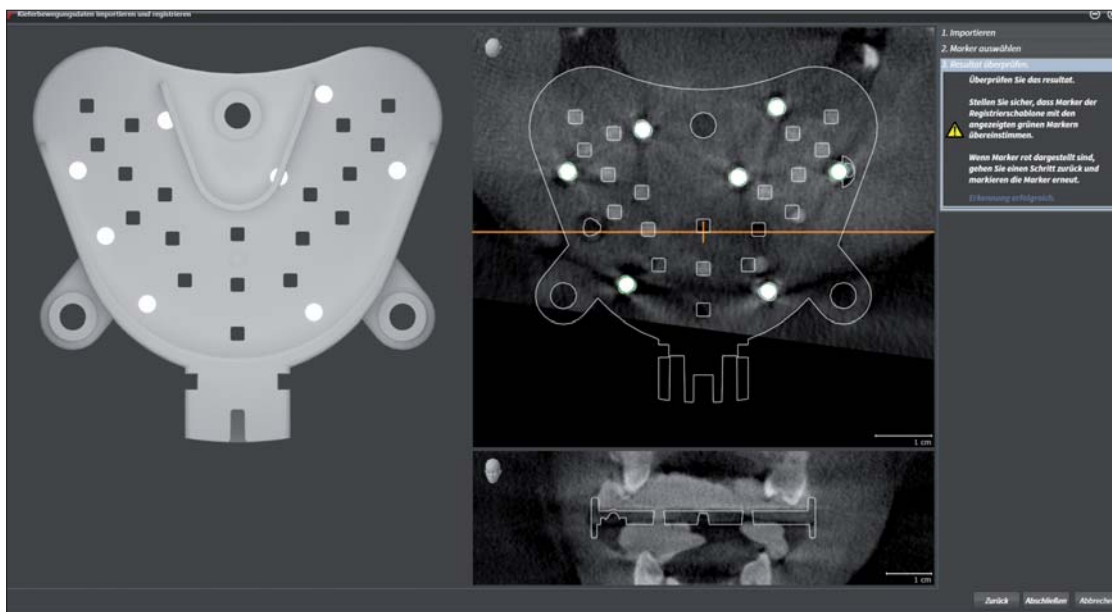 Kieferbewegungsdaten importieren und registrieren
1. Importieren
2. Marker auswählen
3. Resultat überprüfen.
Überprüfen Sie das resultat.
Stellen Sie sicher, dass Marker der
Registrierschablone mit den
angezeigten grünen Markern
übereinstimmen.
Wenn Marker rot dargestellt sind,
gehen Sie einen Schritt zurück und
markieren die Marker erneut.
Erkennung erfolgreich.
1 cm
1 cm
Zurück Abschließen Abbreche